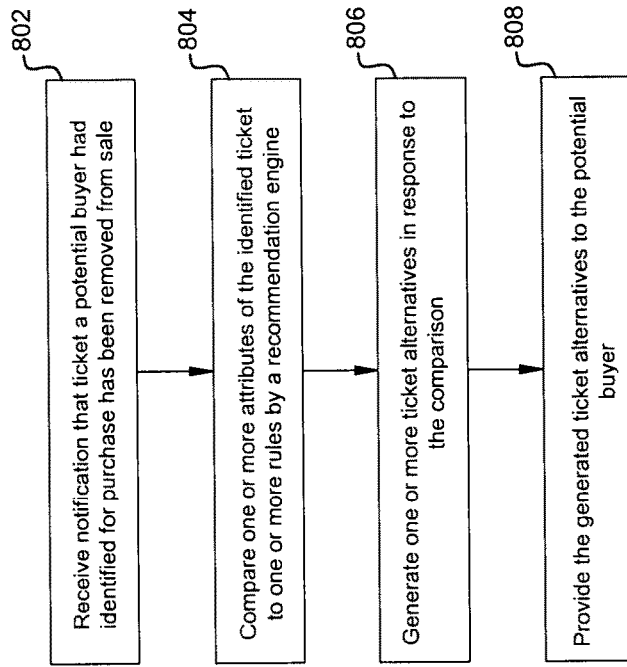 802
Receive notification that ticket a potential buyer had
identified for purchase has been removed from sale
804
Compare one or more attributes of the identified ticket
to one or more rules by a recommendation engine
806
Generate one or more ticket alternatives in response to
the comparison
808
Provide the generated ticket alternatives to the potential
buyer